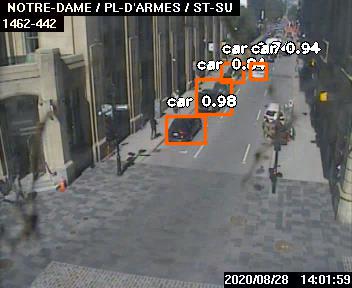 NOTRE-DAME / PL-D'ARMES / ST-SU
1462-442
car 0.94
car
car 0.98
2020/08/28 14:01:59